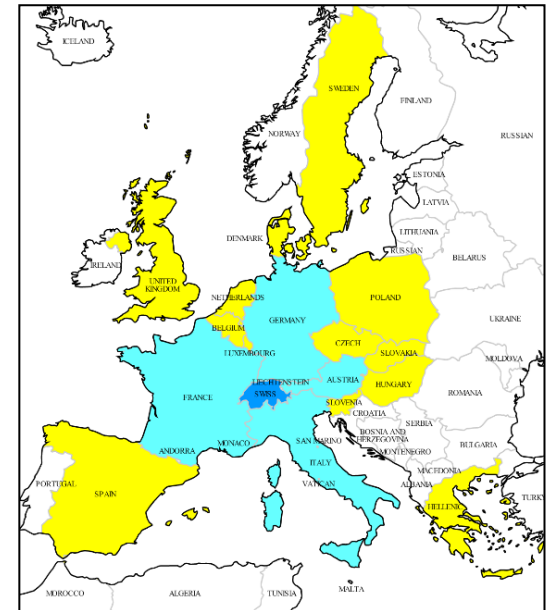 ICELAND
SWEDEN
FINLAND
NORWAY
RUSSIAN
ESTONIA
LATVIA
DENMARK
LITHUANIA
RUSSIAN
BELARUS
IRELAND
UNITED
KINGDOM
NETHERLANDS
POLAND
GERMANY
UKRAINE
BELGIUM
CZECH
LUXEMBOURG
SLOVAKIA
MOLDOVA
LIECHTENSTEIN
AUSTRIA
HUNGARY
SWISS
FRANCE
SLOVENIA
ROMANIA
CROATIA
SERBA
BOSNIA AND
HERZEGOVINA
MONACO
SAN MARINO
BULGARIA
ANDORRA
MONTENEGRO
ITALY
MACEDONIA
PORTUGAL
VATICAN
ALBANIA
SPAIN
TURK
HELLENIC
MALTA
MOROCCO
ALGERIA
TUNISIA